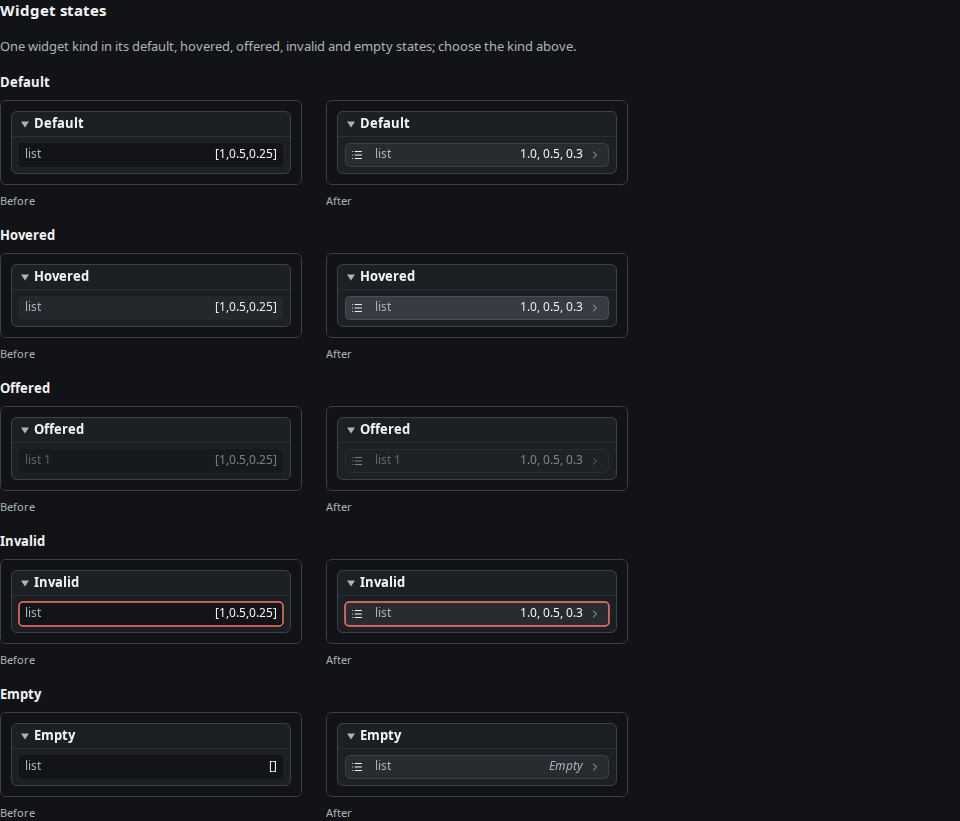 Widget states
One widget kind in its default, hovered, offered, invalid and empty states; choose the kind above.
Default
Default
list [1,0.5,0.25]
Before
Default
list 1.0, 0.5, 0.3
After
Hovered
Hovered
list [1,0.5,0.25]
Before
Hovered
list 1.0, 0.5, 0.3
After
Offered
Offered
list 1 [1,0.5,0.25]
Before
Offered
list 1 1.0, 0.5, 0.3
After
Invalid
Invalid
list [1,0.5,0.25]
Before
Invalid
list 1.0, 0.5, 0.3
After
Empty
Empty
list []
Before
Empty
list Empty
After